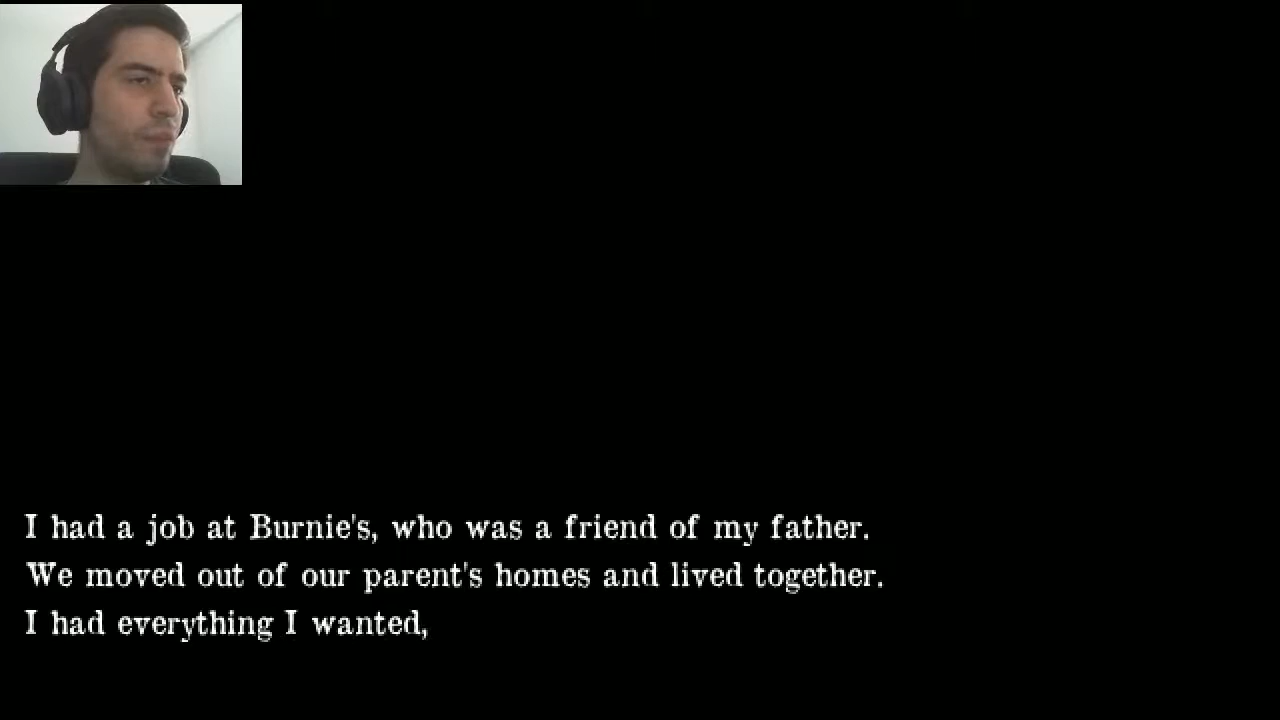 I had a job at Burnie's, who was a friend of my father.
We moved out of our parent's homes and lived together.
I had everything I wanted,